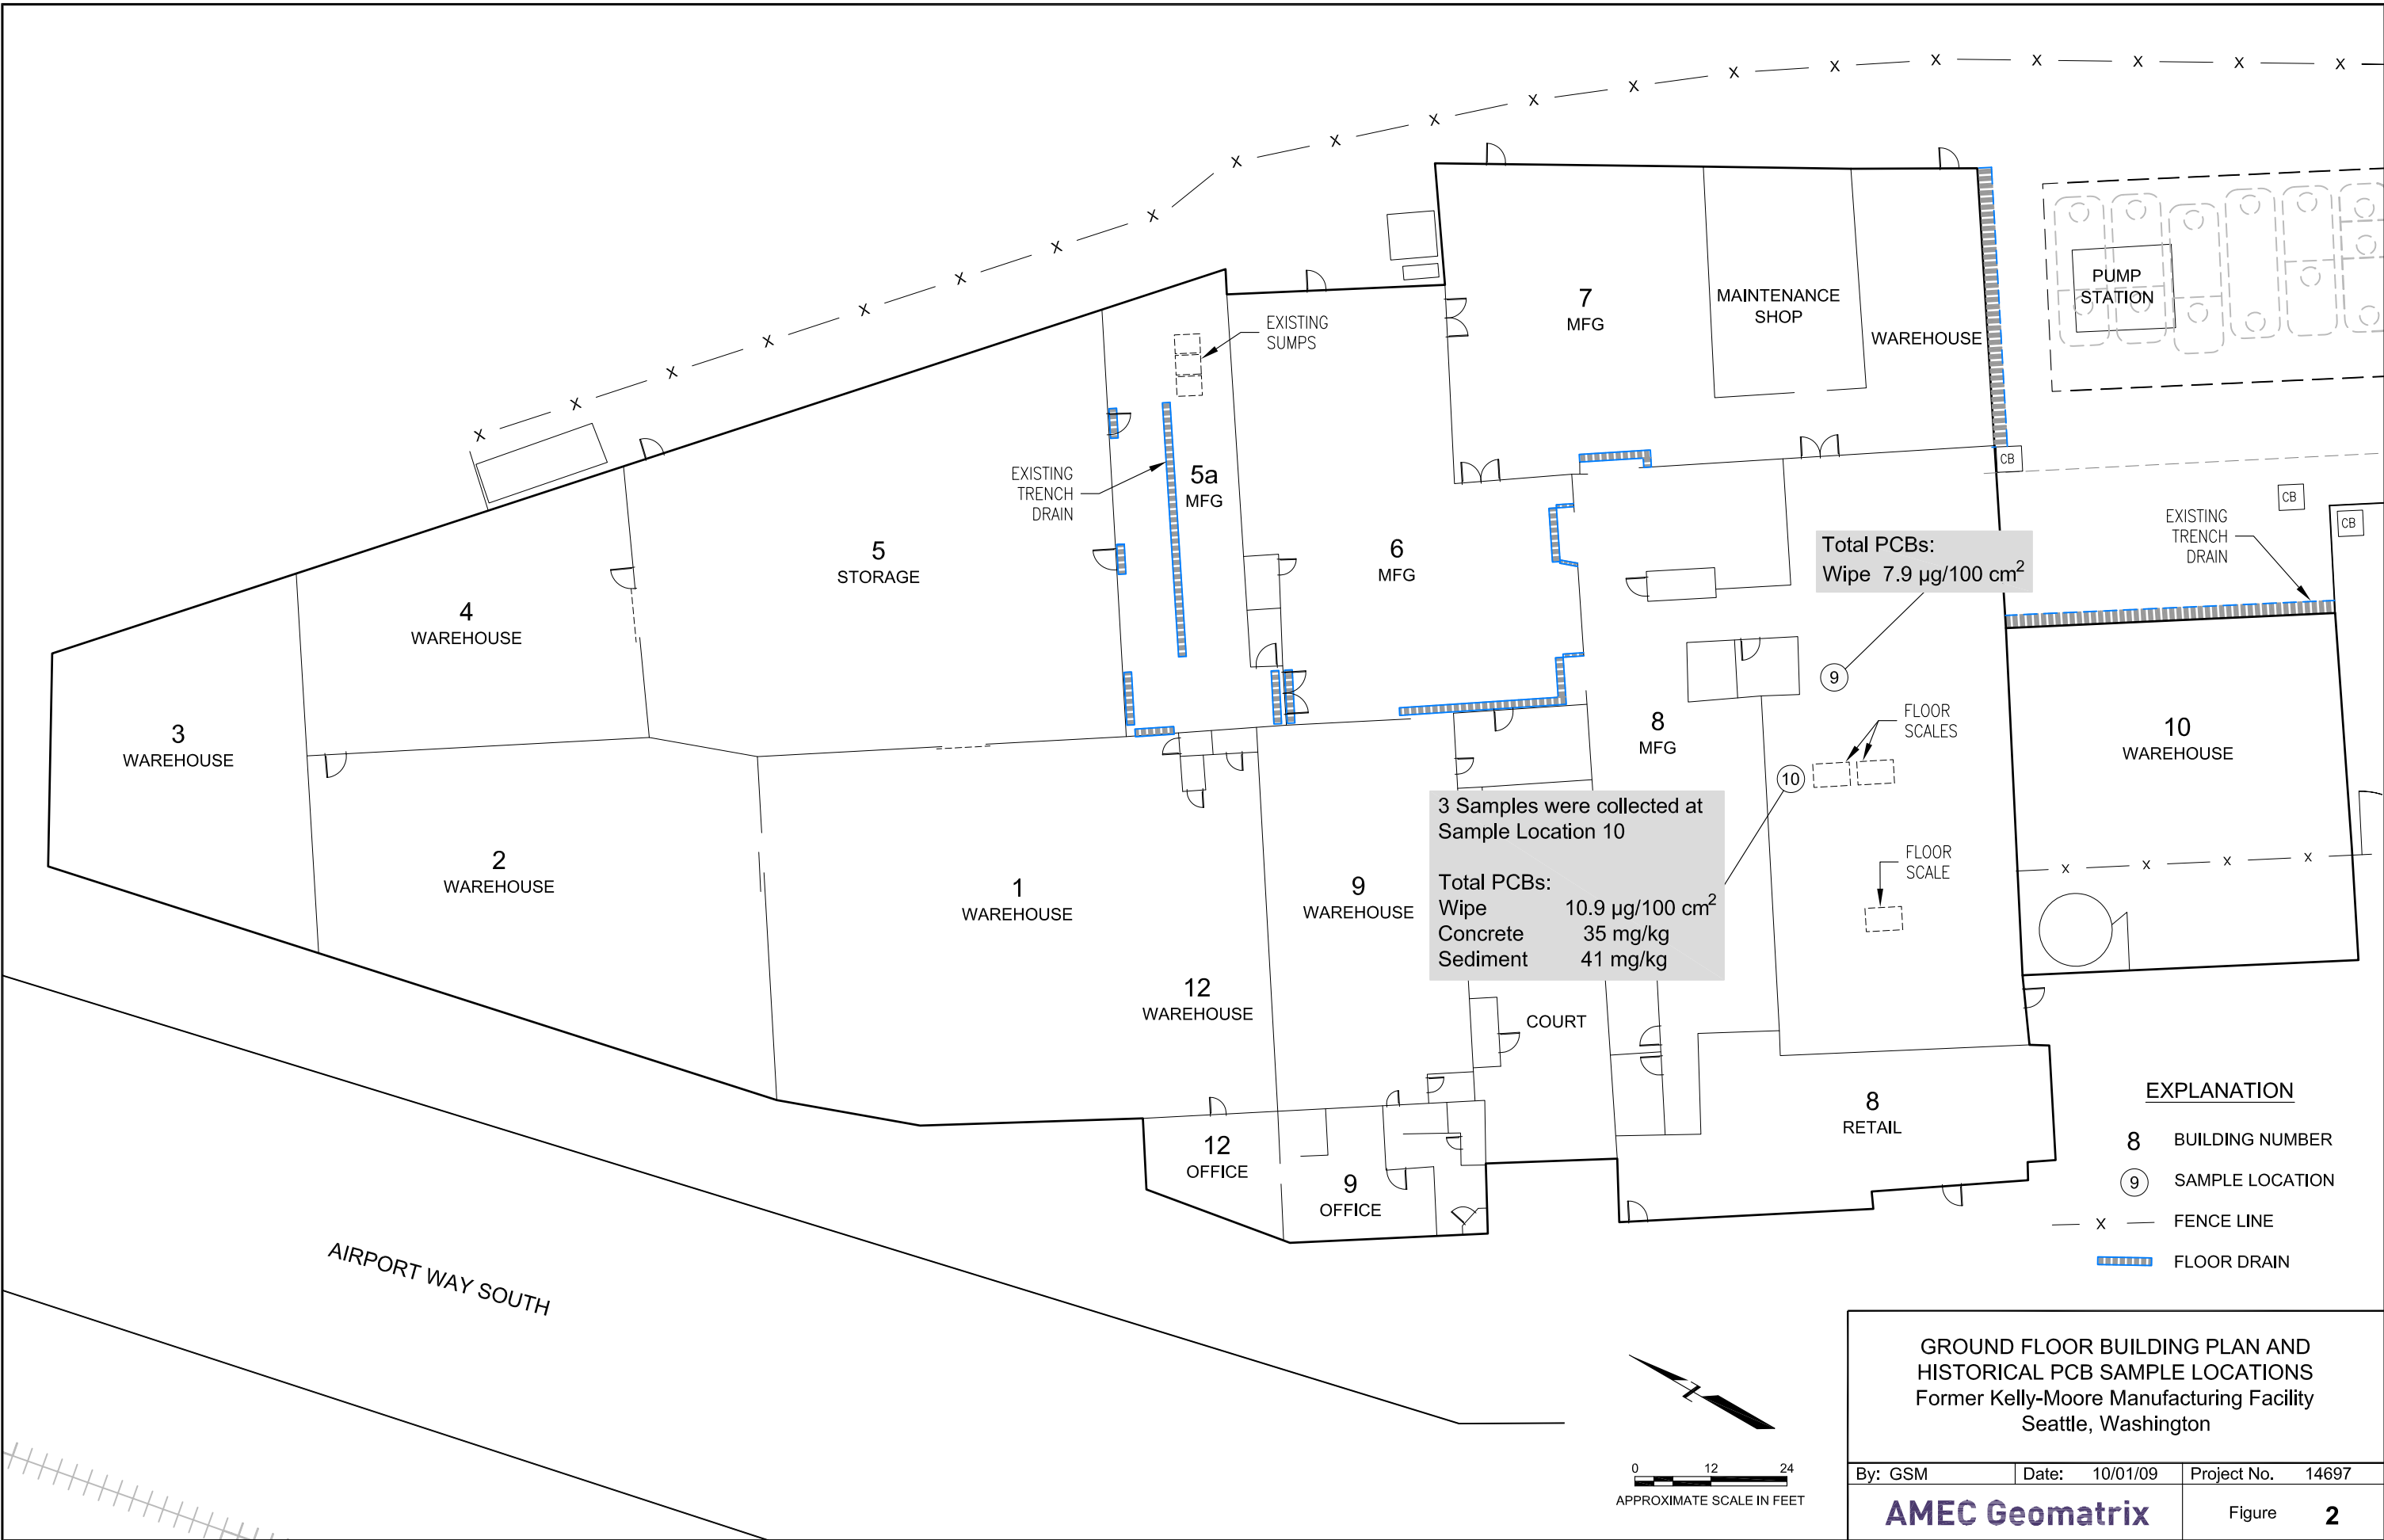 X X X X X X X X X X X X X X X X X X X X
PUMP
STATION
7
MFG
MAINTENANCE
SHOP
WAREHOUSE
EXISTING
SUMPS
EXISTING
TRENCH
DRAIN
5a
MFG
CB
CB
CB
EXISTING
TRENCH
DRAIN
5
STORAGE
6
MFG
Total PCBs:
Wipe 7.9 µg/100 cm²
4
WAREHOUSE
9
3
WAREHOUSE
8
MFG
FLOOR
SCALES
10
WAREHOUSE
10
3 Samples were collected at
Sample Location 10
Total PCBs:
Wipe 10.9 µg/100 cm²
Concrete 35 mg/kg
Sediment 41 mg/kg
FLOOR
SCALE
X X X X
2
WAREHOUSE
1
WAREHOUSE
9
WAREHOUSE
12
WAREHOUSE
COURT
8
RETAIL
12
OFFICE
9
OFFICE
EXPLANATION
8 BUILDING NUMBER
9 SAMPLE LOCATION
X FENCE LINE
FLOOR DRAIN
AIRPORT WAY SOUTH
0 12 24
APPROXIMATE SCALE IN FEET
GROUND FLOOR BUILDING PLAN AND
HISTORICAL PCB SAMPLE LOCATIONS
Former Kelly-Moore Manufacturing Facility
Seattle, Washington
By: GSM Date: 10/01/09 Project No. 14697
AMEC Geomatrix Figure 2